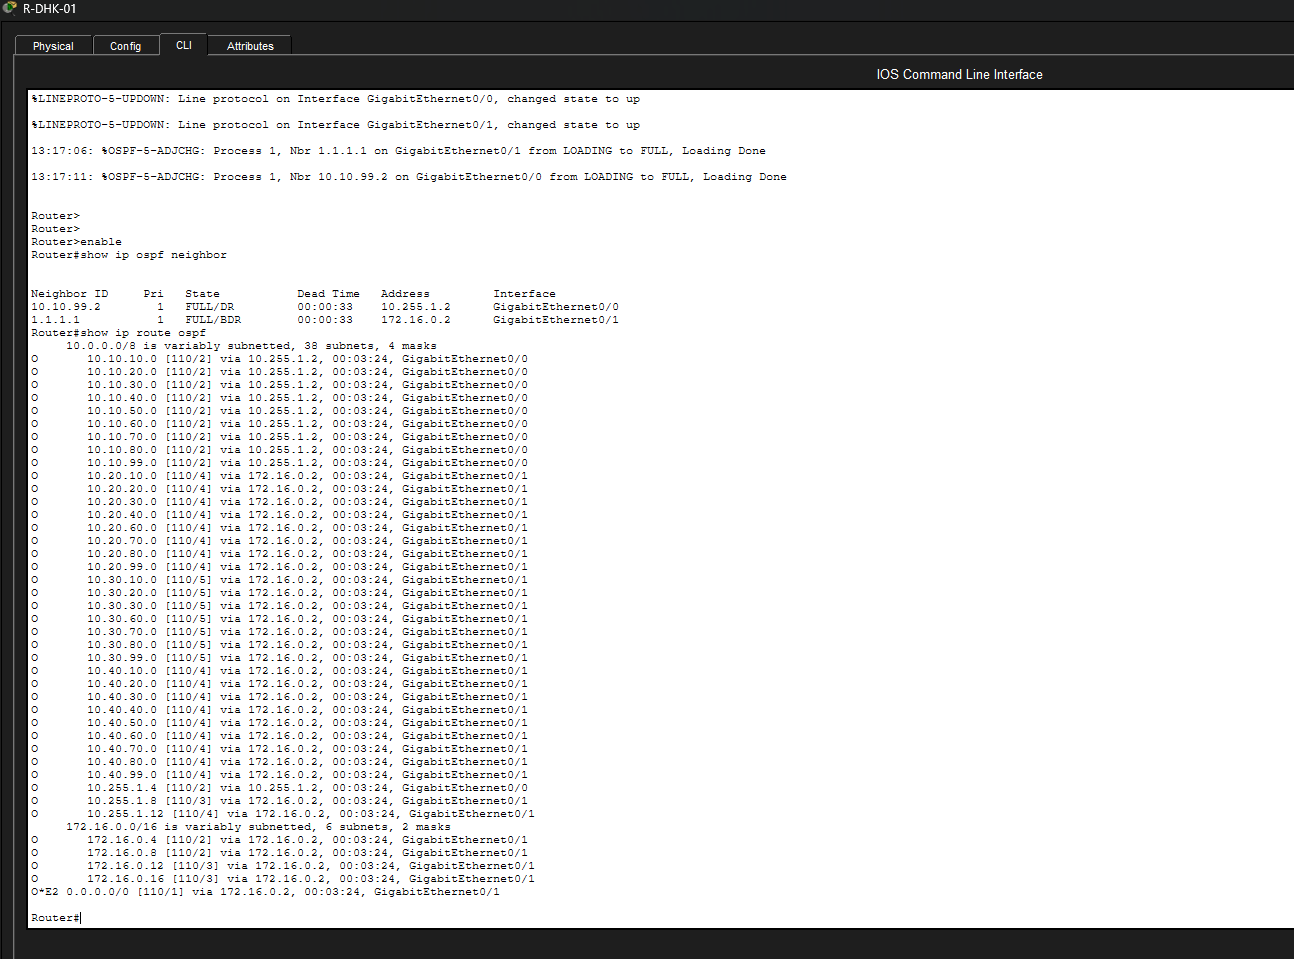 R-DHK-01
Physical Config CLI Attributes
IOS Command Line Interface
%LINEPROTO-5-UPDOWN: Line protocol on Interface GigabitEthernet0/0, changed state to up
%LINEPROTO-5-UPDOWN: Line protocol on Interface GigabitEthernet0/1, changed state to up
13:17:06: %OSPF-5-ADJCHG: Process 1, Nbr 1.1.1.1 on GigabitEthernet0/1 from LOADING to FULL, Loading Done
13:17:11: %OSPF-5-ADJCHG: Process 1, Nbr 10.10.99.2 on GigabitEthernet0/0 from LOADING to FULL, Loading Done
Router>
Router>
Router>enable
Router#show ip ospf neighbor
Neighbor ID Pri State Dead Time Address Interface
10.10.99.2 1 FULL/DR 00:00:33 10.255.1.2 GigabitEthernet0/0
1.1.1.1 1 FULL/BDR 00:00:33 172.16.0.2 GigabitEthernet0/1
Router#show ip route ospf
10.0.0.0/8 is variably subnetted, 38 subnets, 4 masks
O 10.10.10.0 [110/2] via 10.255.1.2, 00:03:24, GigabitEthernet0/0
O 10.10.20.0 [110/2] via 10.255.1.2, 00:03:24, GigabitEthernet0/0
O 10.10.30.0 [110/2] via 10.255.1.2, 00:03:24, GigabitEthernet0/0
O 10.10.40.0 [110/2] via 10.255.1.2, 00:03:24, GigabitEthernet0/0
O 10.10.50.0 [110/2] via 10.255.1.2, 00:03:24, GigabitEthernet0/0
O 10.10.60.0 [110/2] via 10.255.1.2, 00:03:24, GigabitEthernet0/0
O 10.10.70.0 [110/2] via 10.255.1.2, 00:03:24, GigabitEthernet0/0
O 10.10.80.0 [110/2] via 10.255.1.2, 00:03:24, GigabitEthernet0/0
O 10.10.99.0 [110/2] via 10.255.1.2, 00:03:24, GigabitEthernet0/0
O 10.20.10.0 [110/4] via 172.16.0.2, 00:03:24, GigabitEthernet0/1
O 10.20.20.0 [110/4] via 172.16.0.2, 00:03:24, GigabitEthernet0/1
O 10.20.30.0 [110/4] via 172.16.0.2, 00:03:24, GigabitEthernet0/1
O 10.20.40.0 [110/4] via 172.16.0.2, 00:03:24, GigabitEthernet0/1
O 10.20.60.0 [110/4] via 172.16.0.2, 00:03:24, GigabitEthernet0/1
O 10.20.70.0 [110/4] via 172.16.0.2, 00:03:24, GigabitEthernet0/1
O 10.20.80.0 [110/4] via 172.16.0.2, 00:03:24, GigabitEthernet0/1
O 10.20.99.0 [110/4] via 172.16.0.2, 00:03:24, GigabitEthernet0/1
O 10.30.10.0 [110/5] via 172.16.0.2, 00:03:24, GigabitEthernet0/1
O 10.30.20.0 [110/5] via 172.16.0.2, 00:03:24, GigabitEthernet0/1
O 10.30.30.0 [110/5] via 172.16.0.2, 00:03:24, GigabitEthernet0/1
O 10.30.60.0 [110/5] via 172.16.0.2, 00:03:24, GigabitEthernet0/1
O 10.30.70.0 [110/5] via 172.16.0.2, 00:03:24, GigabitEthernet0/1
O 10.30.80.0 [110/5] via 172.16.0.2, 00:03:24, GigabitEthernet0/1
O 10.30.99.0 [110/5] via 172.16.0.2, 00:03:24, GigabitEthernet0/1
O 10.40.10.0 [110/4] via 172.16.0.2, 00:03:24, GigabitEthernet0/1
O 10.40.20.0 [110/4] via 172.16.0.2, 00:03:24, GigabitEthernet0/1
O 10.40.30.0 [110/4] via 172.16.0.2, 00:03:24, GigabitEthernet0/1
O 10.40.40.0 [110/4] via 172.16.0.2, 00:03:24, GigabitEthernet0/1
O 10.40.50.0 [110/4] via 172.16.0.2, 00:03:24, GigabitEthernet0/1
O 10.40.60.0 [110/4] via 172.16.0.2, 00:03:24, GigabitEthernet0/1
O 10.40.70.0 [110/4] via 172.16.0.2, 00:03:24, GigabitEthernet0/1
O 10.40.80.0 [110/4] via 172.16.0.2, 00:03:24, GigabitEthernet0/1
O 10.40.99.0 [110/4] via 172.16.0.2, 00:03:24, GigabitEthernet0/1
O 10.255.1.4 [110/2] via 10.255.1.2, 00:03:24, GigabitEthernet0/0
O 10.255.1.8 [110/3] via 172.16.0.2, 00:03:24, GigabitEthernet0/1
O 10.255.1.12 [110/4] via 172.16.0.2, 00:03:24, GigabitEthernet0/1
172.16.0.0/16 is variably subnetted, 6 subnets, 2 masks
O 172.16.0.4 [110/2] via 172.16.0.2, 00:03:24, GigabitEthernet0/1
O 172.16.0.8 [110/2] via 172.16.0.2, 00:03:24, GigabitEthernet0/1
O 172.16.0.12 [110/3] via 172.16.0.2, 00:03:24, GigabitEthernet0/1
O 172.16.0.16 [110/3] via 172.16.0.2, 00:03:24, GigabitEthernet0/1
O*E2 0.0.0.0/0 [110/1] via 172.16.0.2, 00:03:24, GigabitEthernet0/1
Router#